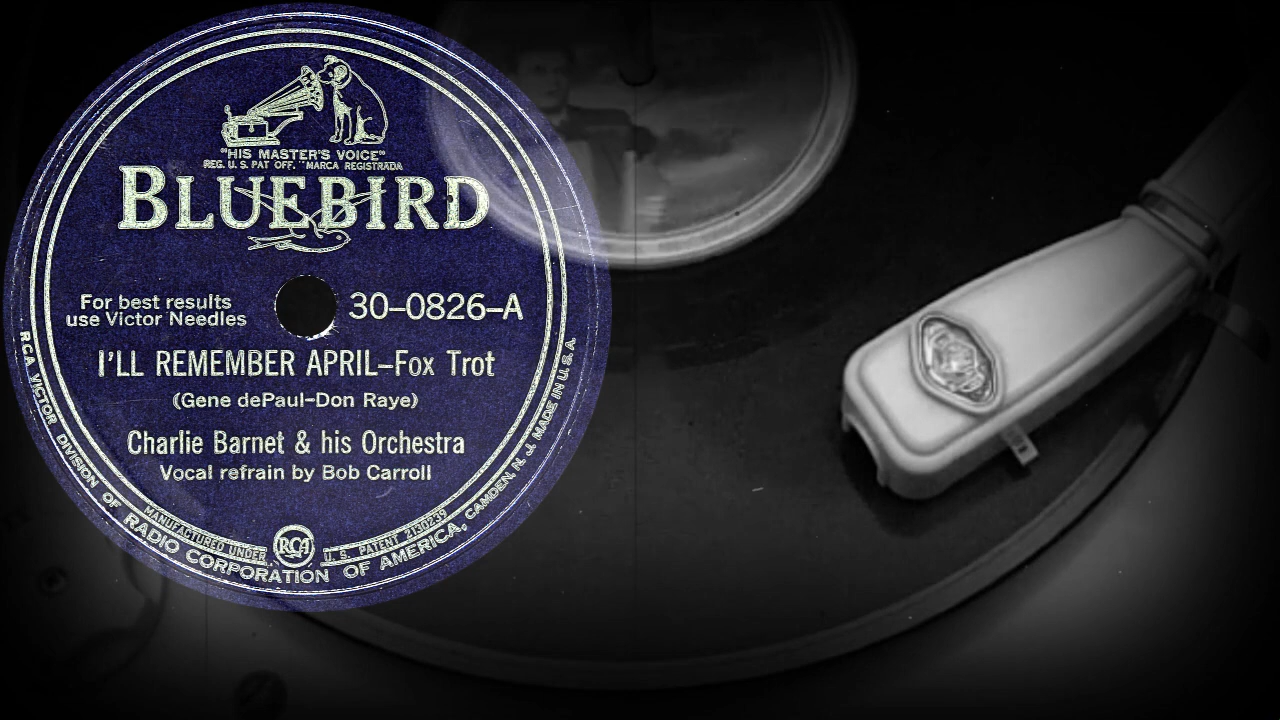 "HIS MASTER'S VOICE"
REG. U.S. PAT. OFF. "MARCA REGISTRADA
BLUEBIRD
For best results
use Victor Needles
30–0826–A
I'LL REMEMBER APRIL–Fox Trot
(Gene dePaul–Don Raye)
Charlie Barnet & his Orchestra
Vocal refrain by Bob Carroll
MANUFACTURED UNDER RCA U.S. PATENT 2130239
RCA VICTOR DIVISION OF RADIO CORPORATION OF AMERICA, CAMDEN, N. J. MADE IN U. S. A.